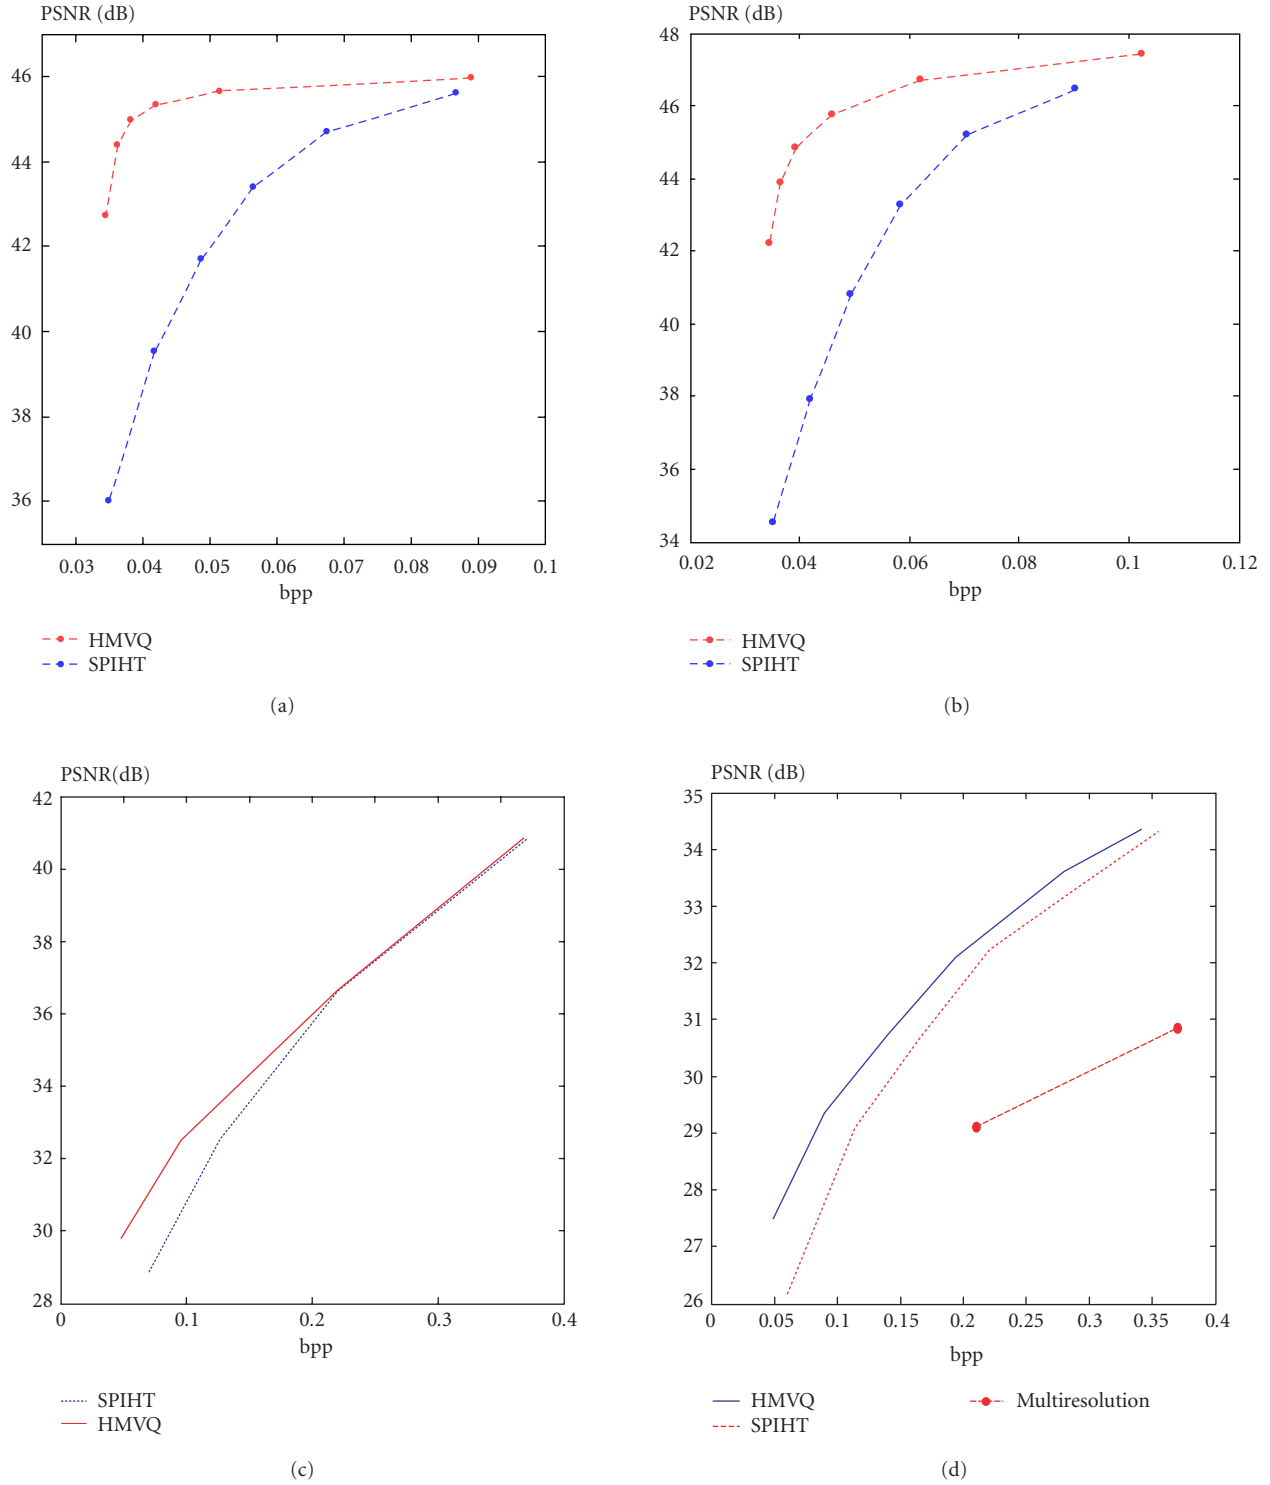 PSNR (dB)
46
44
42
40
38
36
0.03 0.04 0.05 0.06 0.07 0.08 0.09 0.1
bpp
HMVQ
SPIHT
(a)
PSNR (dB)
48
46
44
42
40
38
36
34
0.02 0.04 0.06 0.08 0.1 0.12
bpp
HMVQ
SPIHT
(b)
PSNR(dB)
42
40
38
36
34
32
30
28
0 0.1 0.2 0.3 0.4
bpp
SPIHT
HMVQ
(c)
PSNR (dB)
35
34
33
32
31
30
29
28
27
26
0 0.05 0.1 0.15 0.2 0.25 0.3 0.35 0.4
bpp
HMVQ
SPIHT
Multiresolution
(d)